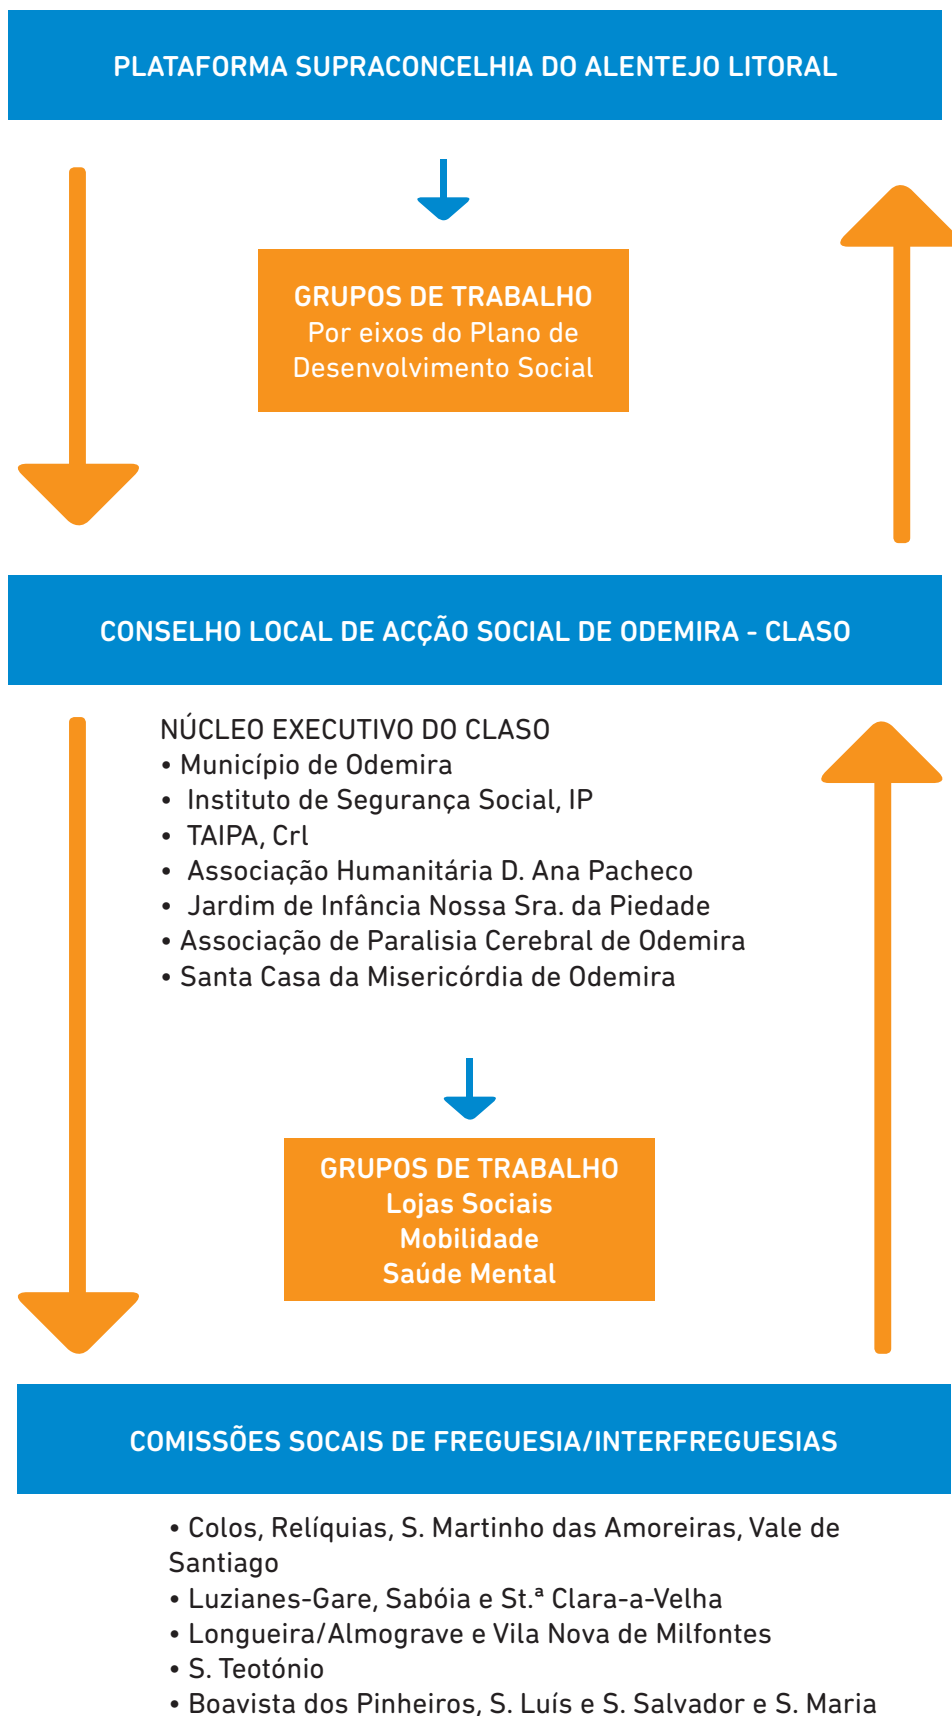 PLATAFORMA SUPRACONCELHIA DO ALENTEJO LITORAL
GRUPOS DE TRABALHO
Por eixos do Plano de
Desenvolvimento Social
CONSELHO LOCAL DE ACÇÃO SOCIAL DE ODEMIRA - CLASO
NÚCLEO EXECUTIVO DO CLASO
• Município de Odemira
• Instituto de Segurança Social, IP
• TAIPA, Crl
• Associação Humanitária D. Ana Pacheco
• Jardim de Infância Nossa Sra. da Piedade
• Associação de Paralisia Cerebral de Odemira
• Santa Casa da Misericórdia de Odemira
GRUPOS DE TRABALHO
Lojas Sociais
Mobilidade
Saúde Mental
COMISSÕES SOCAIS DE FREGUESIA/INTERFREGUESIAS
• Colos, Relíquias, S. Martinho das Amoreiras, Vale de
Santiago
• Luzianes-Gare, Sabóia e St.ª Clara-a-Velha
• Longueira/Almograve e Vila Nova de Milfontes
• S. Teotónio
• Boavista dos Pinheiros, S. Luís e S. Salvador e S. Maria